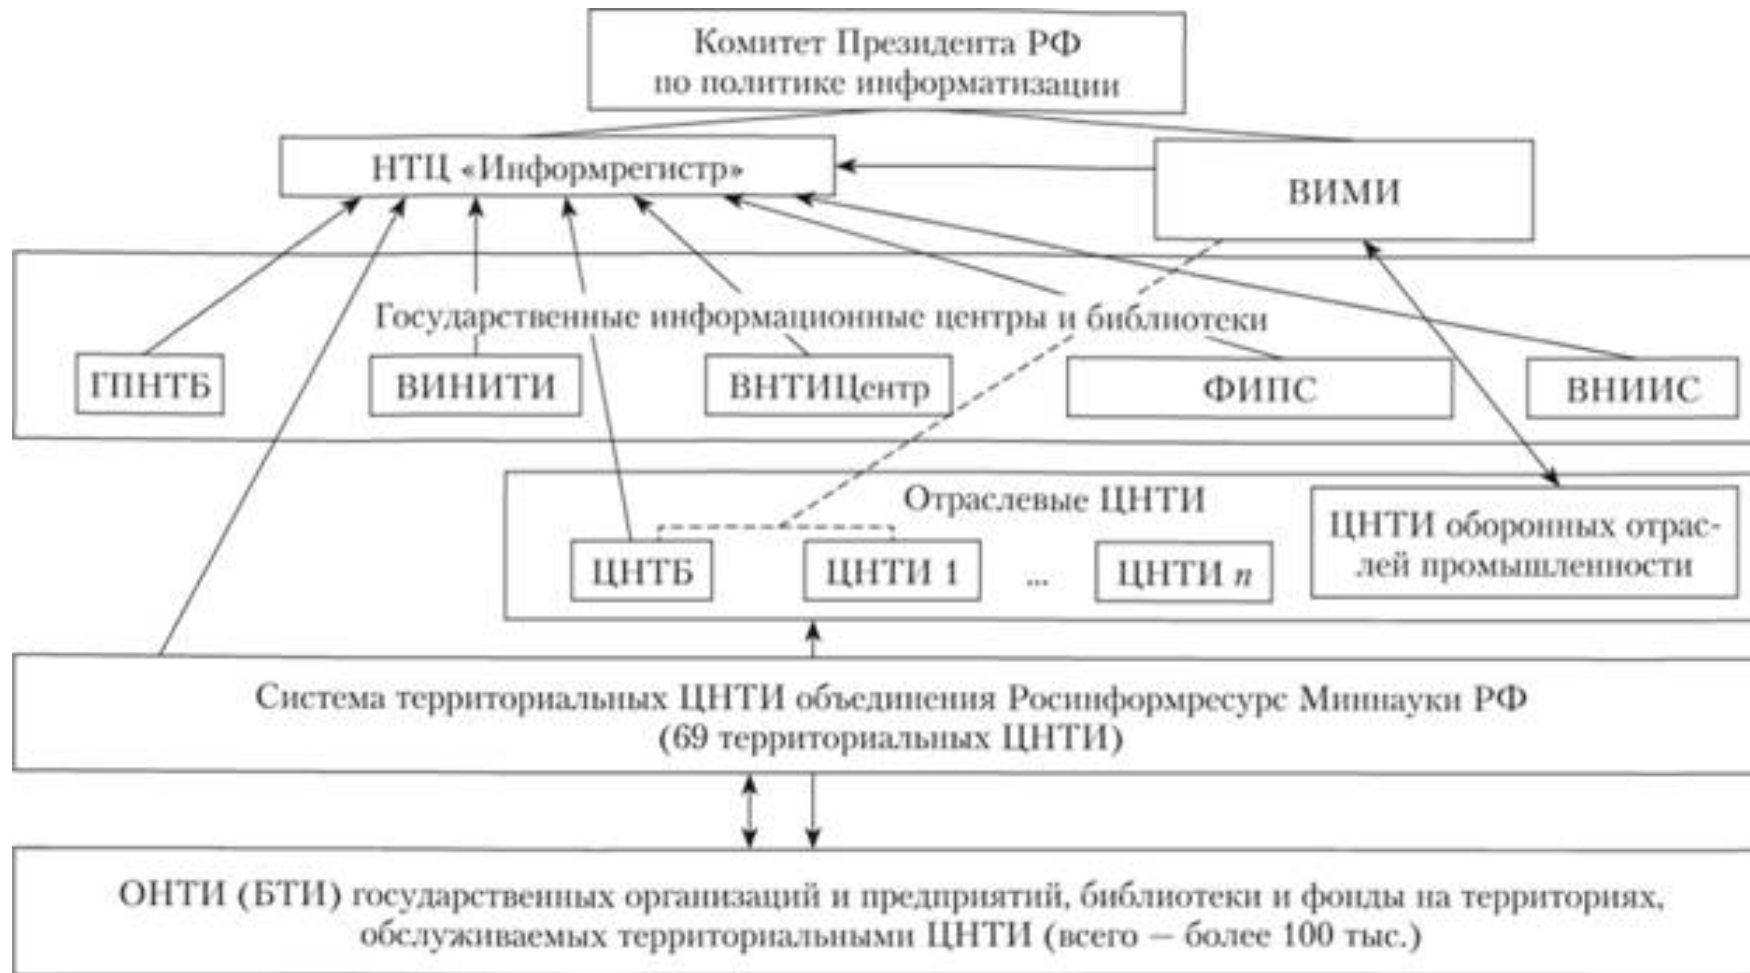 Комитет Президента РФ
по политике информатизации
НТЦ «Информрегистр»
ВИМИ
Государственные информационные центры и библиотеки
ГПНТБ
ВИНИТИ
ВНТИЦентр
ФИПС
ВНИИС
Отраслевые ЦНТИ
ЦНТБ
ЦНТИ 1
...
ЦНТИ n
ЦНТИ оборонных отрас-
лей промышленности
Система территориальных ЦНТИ объединения Росинформресурс Миннауки РФ
(69 территориальных ЦНТИ)
ОНТИ (БТИ) государственных организаций и предприятий, библиотеки и фонды на территориях,
обслуживаемых территориальными ЦНТИ (всего — более 100 тыс.)